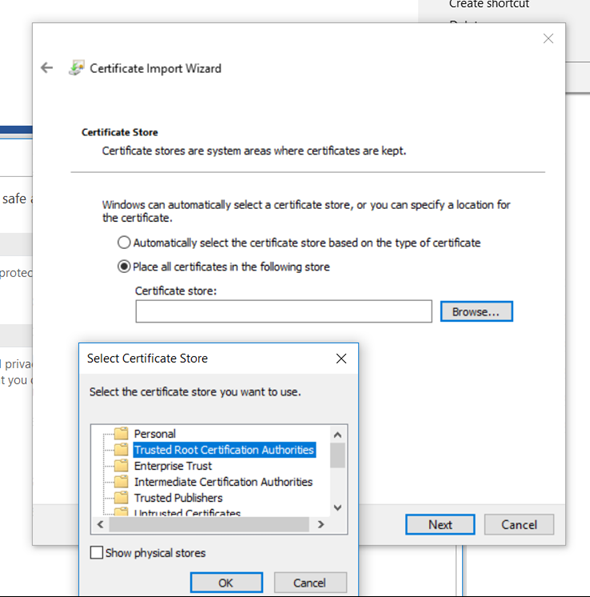 Create shortcut
Certificate Import Wizard
Certificate Store
Certificate stores are system areas where certificates are kept.
safe
Windows can automatically select a certificate store, or you can specify a location for
the certificate.
Automatically select the certificate store based on the type of certificate
Place all certificates in the following store
protec
Certificate store:
Browse...
Select Certificate Store
priva
t you
Select the certificate store you want to use.
Personal
Trusted Root Certification Authorities
Enterprise Trust
Intermediate Certification Authorities
Trusted Publishers
Untrusted Certificates
Next
Cancel
Show physical stores
OK
Cancel